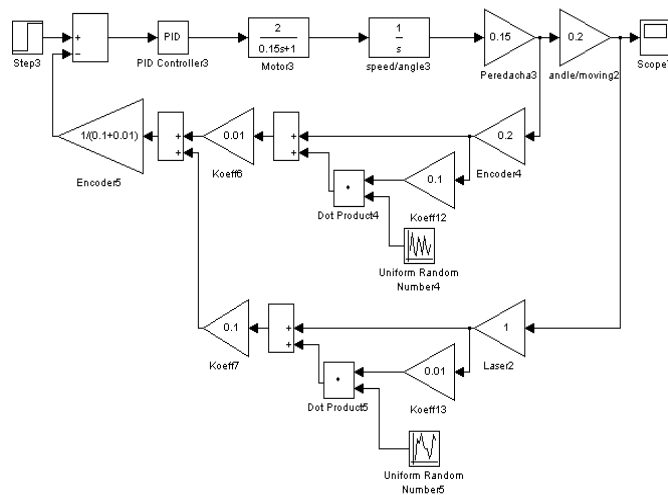 +
−
Step3
PID
PID Controller3
2
0.15s+1
Motor3
1
s
speed/angle3
0.15
Peredacha3
0.2
andle/moving2
Scope7
1/(0.1+0.01)
Encoder5
+
+
0.01
Koeff6
+
+
0.2
Encoder4
0.1
Koeff12
Dot Product4
Uniform Random
Number4
0.1
Koeff7
+
+
1
Laser2
0.01
Koeff13
Dot Product5
Uniform Random
Number5